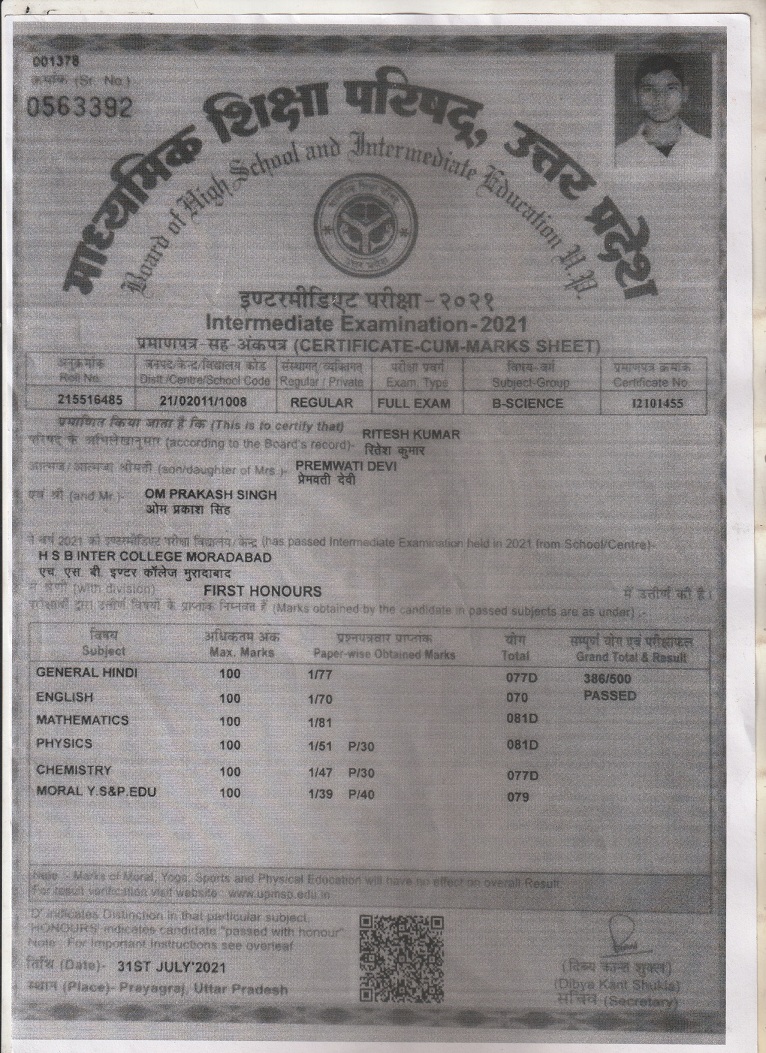 001378
क्रमांक (Sr. No.)
0563392
माध्यमिक शिक्षा परिषद्, उत्तर प्रदेश
Board of High School and Intermediate Education U.P.
इण्टरमीडिएट परीक्षा-२०२१
Intermediate Examination-2021
प्रमाणपत्र-सह-अंकपत्र (CERTIFICATE-CUM-MARKS SHEET)
अनुक्रमांक जनपद/केन्द्र/विद्यालय कोड संस्थागत/व्यक्तिगत परीक्षा प्रवर्ग विषय-वर्ग प्रमाणपत्र क्रमांक
Roll No. Distt./Centre/School Code Regular / Private Exam. Type Subject-Group Certificate No.
215516485 21/02011/1008 REGULAR FULL EXAM B-SCIENCE I2101455
प्रमाणित किया जाता है कि (This is to certify that)
परिषद् के अभिलेखानुसार (according to the Board's record)- RITESH KUMAR
रितेश कुमार
आत्मज/आत्मजा श्रीमती (son/daughter of Mrs.)- PREMWATI DEVI
प्रेमवती देवी
एवं श्री (and Mr.)- OM PRAKASH SINGH
ओम प्रकाश सिंह
ने वर्ष 2021 की इण्टरमीडिएट परीक्षा विद्यालय/केन्द्र (has passed Intermediate Examination held in 2021 from School/Centre)-
H S B INTER COLLEGE MORADABAD
एच. एस. बी. इण्टर कॉलेज मुरादाबाद
में श्रेणी (with division) FIRST HONOURS में उत्तीर्ण की है।
परीक्षार्थी द्वारा उत्तीर्ण विषयों के प्राप्तांक निम्नवत हैं (Marks obtained by the candidate in passed subjects are as under) :-
विषय अधिकतम अंक प्रश्नपत्रवार प्राप्तांक योग सम्पूर्ण योग एवं परीक्षाफल
Subject Max. Marks Paper-wise Obtained Marks Total Grand Total & Result
GENERAL HINDI 100 1/77 077D 386/500
ENGLISH 100 1/70 070 PASSED
MATHEMATICS 100 1/81 081D
PHYSICS 100 1/51 P/30 081D
CHEMISTRY 100 1/47 P/30 077D
MORAL Y.S&P.EDU 100 1/39 P/40 079
Note :- Marks of Moral, Yoga, Sports and Physical Education will have no effect on overall Result.
For result verification visit website : www.upmsp.edu.in
'D' indicates Distinction in that particular subject.
'HONOURS' indicates candidate "passed with honour"
Note : For Important Instructions see overleaf
तिथि (Date)- 31ST JULY'2021
स्थान (Place)- Prayagraj, Uttar Pradesh
(दिव्य कान्त शुक्ल)
(Dibya Kant Shukla)
सचिव (Secretary)